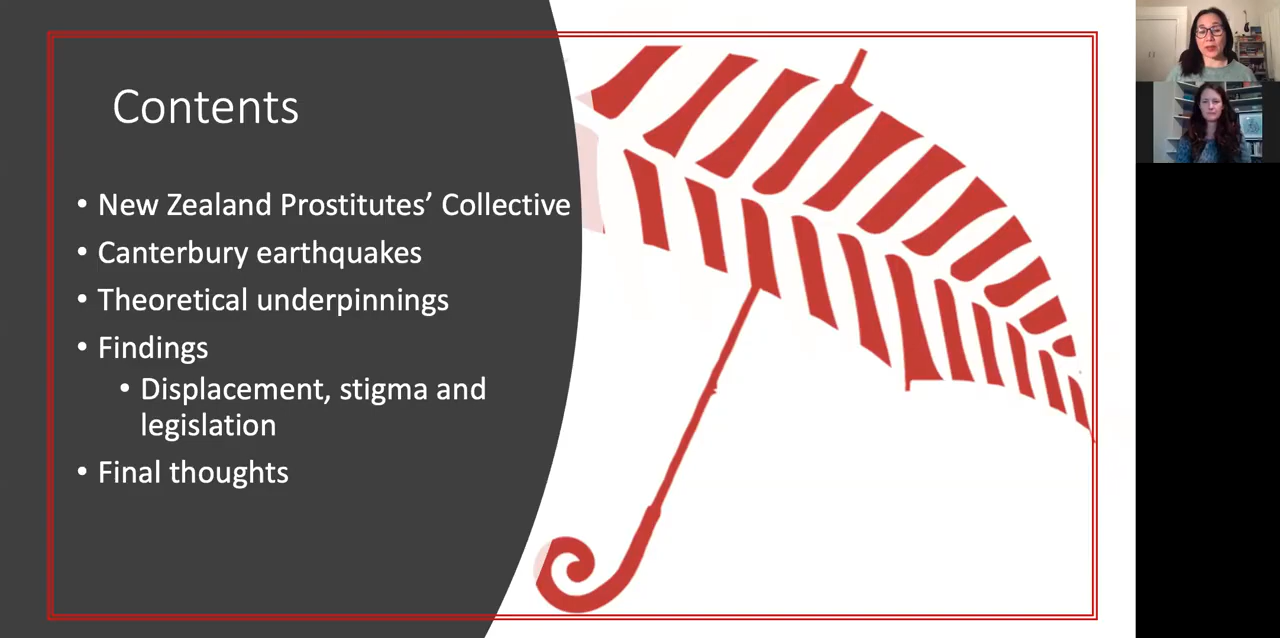 Contents
• New Zealand Prostitutes’ Collective
• Canterbury earthquakes
• Theoretical underpinnings
• Findings
• Displacement, stigma and
legislation
• Final thoughts